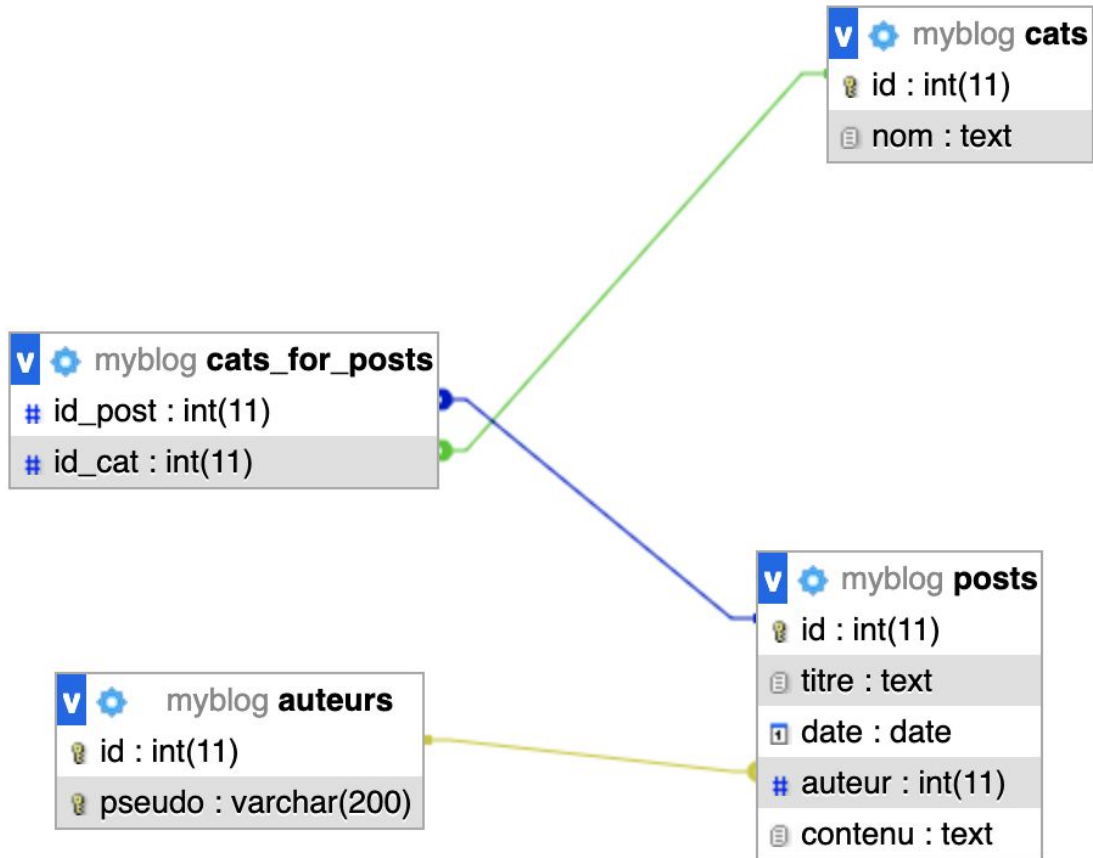 v myblog cats
id : int(11)
nom : text
v myblog cats_for_posts
# id_post : int(11)
# id_cat : int(11)
v myblog posts
id : int(11)
titre : text
1 date : date
# auteur : int(11)
contenu : text
v myblog auteurs
id : int(11)
pseudo : varchar(200)